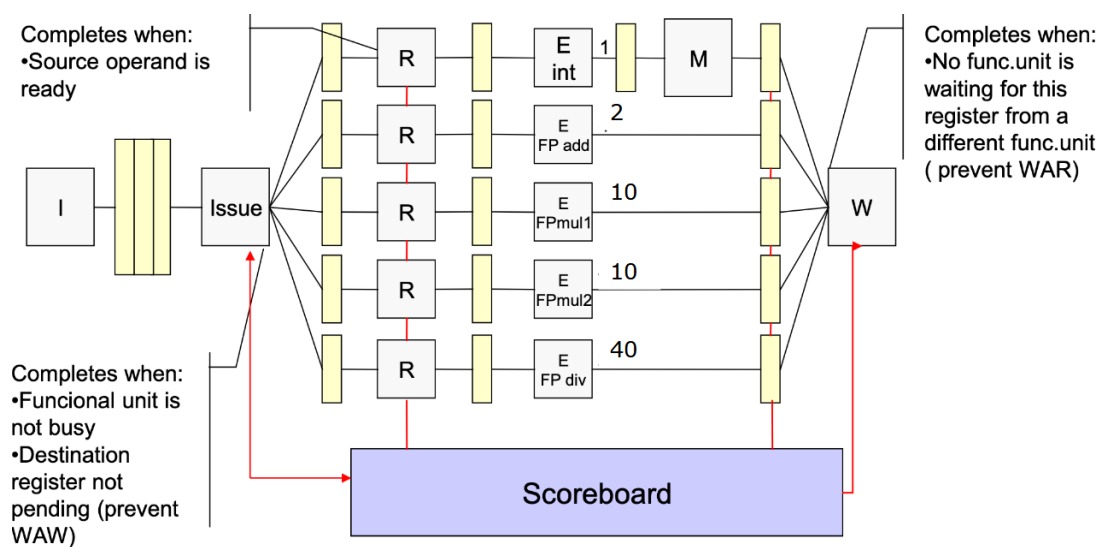 Completes when:
•Source operand is
ready
R
E
int
1
M
Completes when:
•No func.unit is
waiting for this
register from a
different func.unit
( prevent WAR)
R
E
FP add
2
I
Issue
R
E
FPmul1
10
W
R
E
FPmul2
10
R
E
FP div
40
Completes when:
•Funcional unit is
not busy
•Destination
register not
pending (prevent
WAW)
Scoreboard